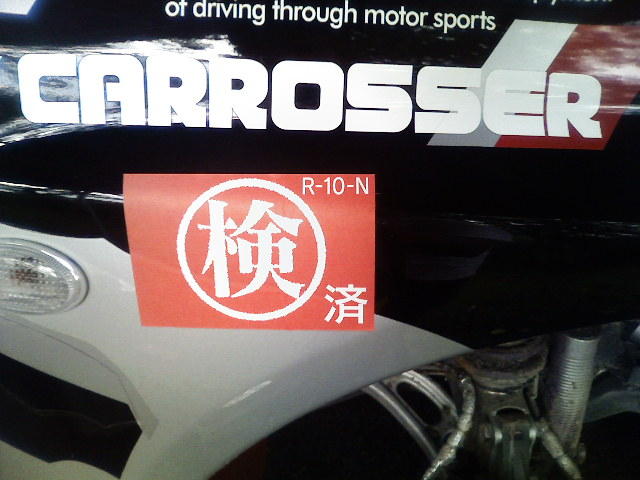 of driving through motor sports
CARROSSER
R-10-N
検
済